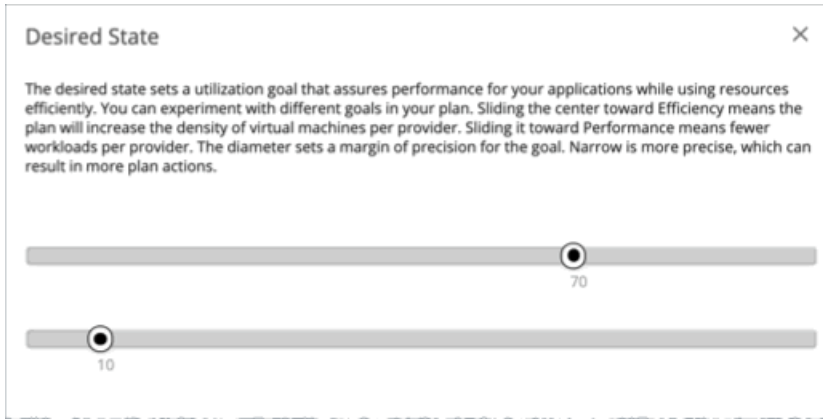 Desired State
The desired state sets a utilization goal that assures performance for your applications while using resources
efficiently. You can experiment with different goals in your plan. Sliding the center toward Efficiency means the
plan will increase the density of virtual machines per provider. Sliding it toward Performance means fewer
workloads per provider. The diameter sets a margin of precision for the goal. Narrow is more precise, which can
result in more plan actions.
70
10